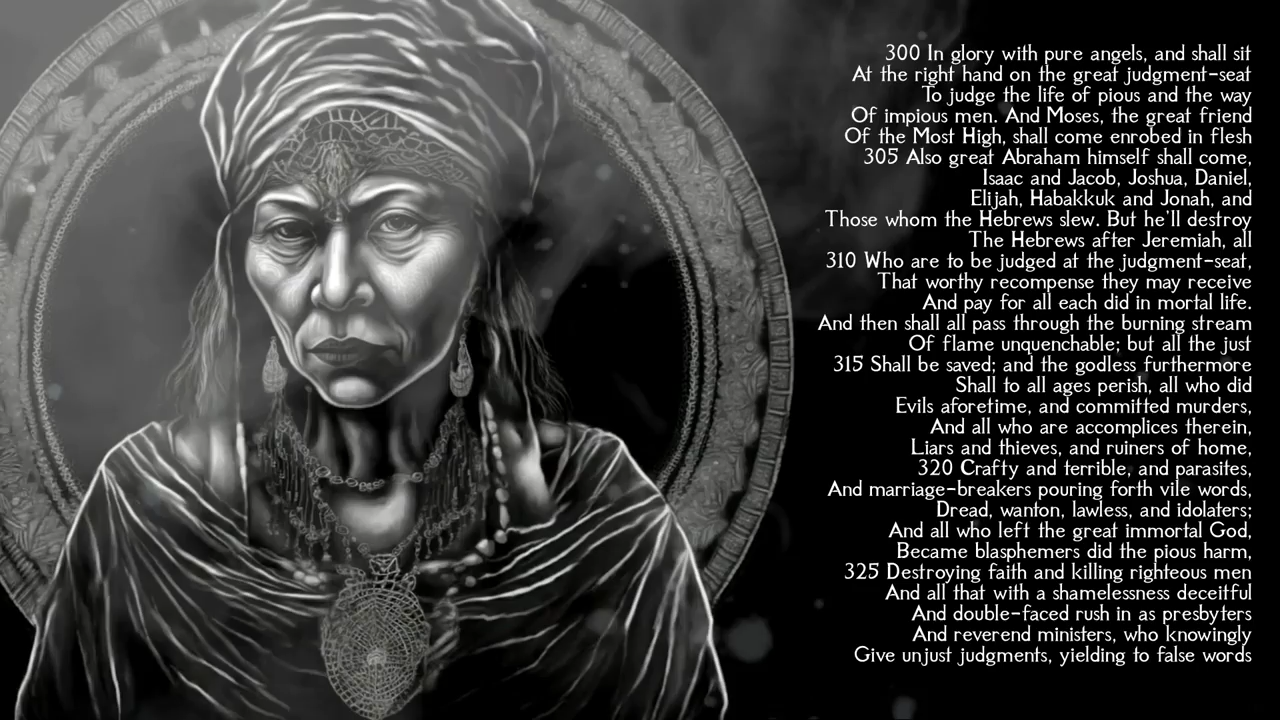 300 In glory with pure angels, and shall sit
At the right hand on the great judgment-seat
To judge the life of pious and the way
Of impious men. And Moses, the great friend
Of the Most High, shall come enrobed in flesh
305 Also great Abraham himself shall come,
Isaac and Jacob, Joshua, Daniel,
Elijah, Habakkuk and Jonah, and
Those whom the Hebrews slew. But he'll destroy
The Hebrews after Jeremiah, all
310 Who are to be judged at the judgment-seat,
That worthy recompense they may receive
And pay for all each did in mortal life.
And then shall all pass through the burning stream
Of flame unquenchable; but all the just
315 Shall be saved; and the godless furthermore
Shall to all ages perish, all who did
Evils aforetime, and committed murders,
And all who are accomplices therein,
Liars and thieves, and ruiners of home,
320 Crafty and terrible, and parasites,
And marriage-breakers pouring forth vile words,
Dread, wanton, lawless, and idolaters;
And all who left the great immortal God,
Became blasphemers did the pious harm,
325 Destroying faith and killing righteous men
And all that with a shamelessness deceitful
And double-faced rush in as presbyters
And reverend ministers, who knowingly
Give unjust judgments, yielding to false words